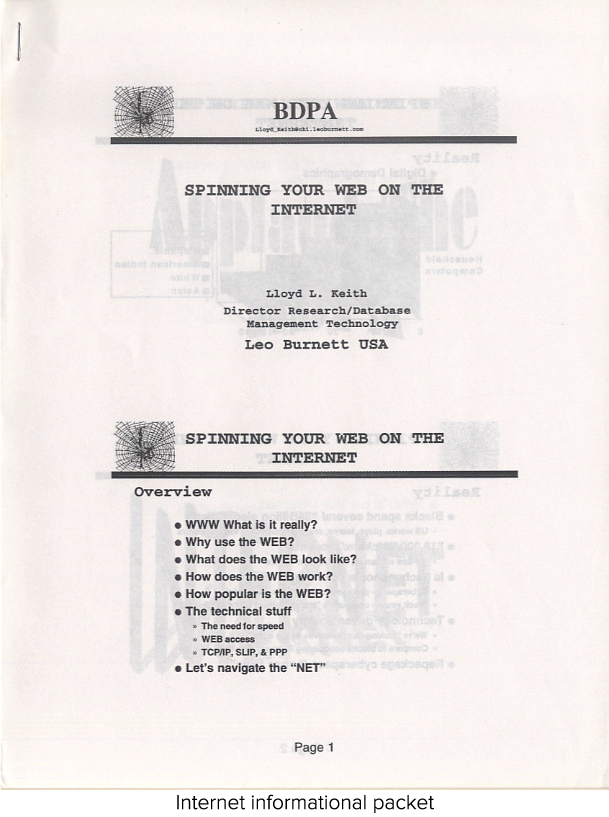 BDPA
Lloyd_Keith@chi.leoburnett.com
SPINNING YOUR WEB ON THE
INTERNET
Lloyd L. Keith
Director Research/Database
Management Technology
Leo Burnett USA
SPINNING YOUR WEB ON THE
INTERNET
Overview
● WWW What is it really?
● Why use the WEB?
● What does the WEB look like?
● How does the WEB work?
● How popular is the WEB?
● The technical stuff
» The need for speed
» WEB access
» TCP/IP, SLIP, & PPP
● Let's navigate the “NET”
Page 1
Internet informational packet